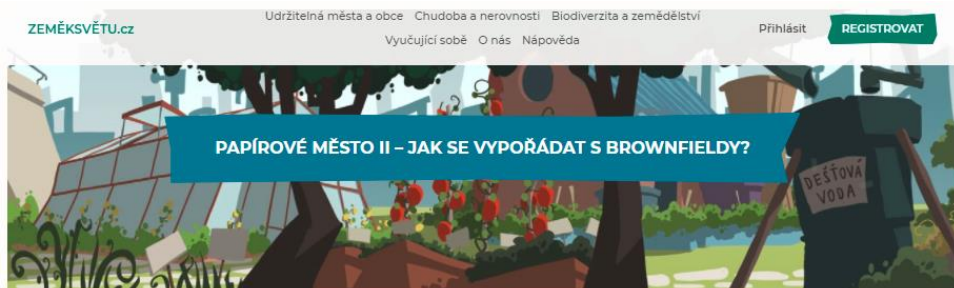 ZEMĚKSVĚTU.cz
Udržitelná města a obce Chudoba a nerovnosti Biodiverzita a zemědělství
Vyučující sobě O nás Nápověda
Přihlásit
REGISTROVAT
PAPÍROVÉ MĚSTO II – JAK SE VYPOŘÁDAT S BROWNFIELDY?
DEŠŤOVÁ
VODA